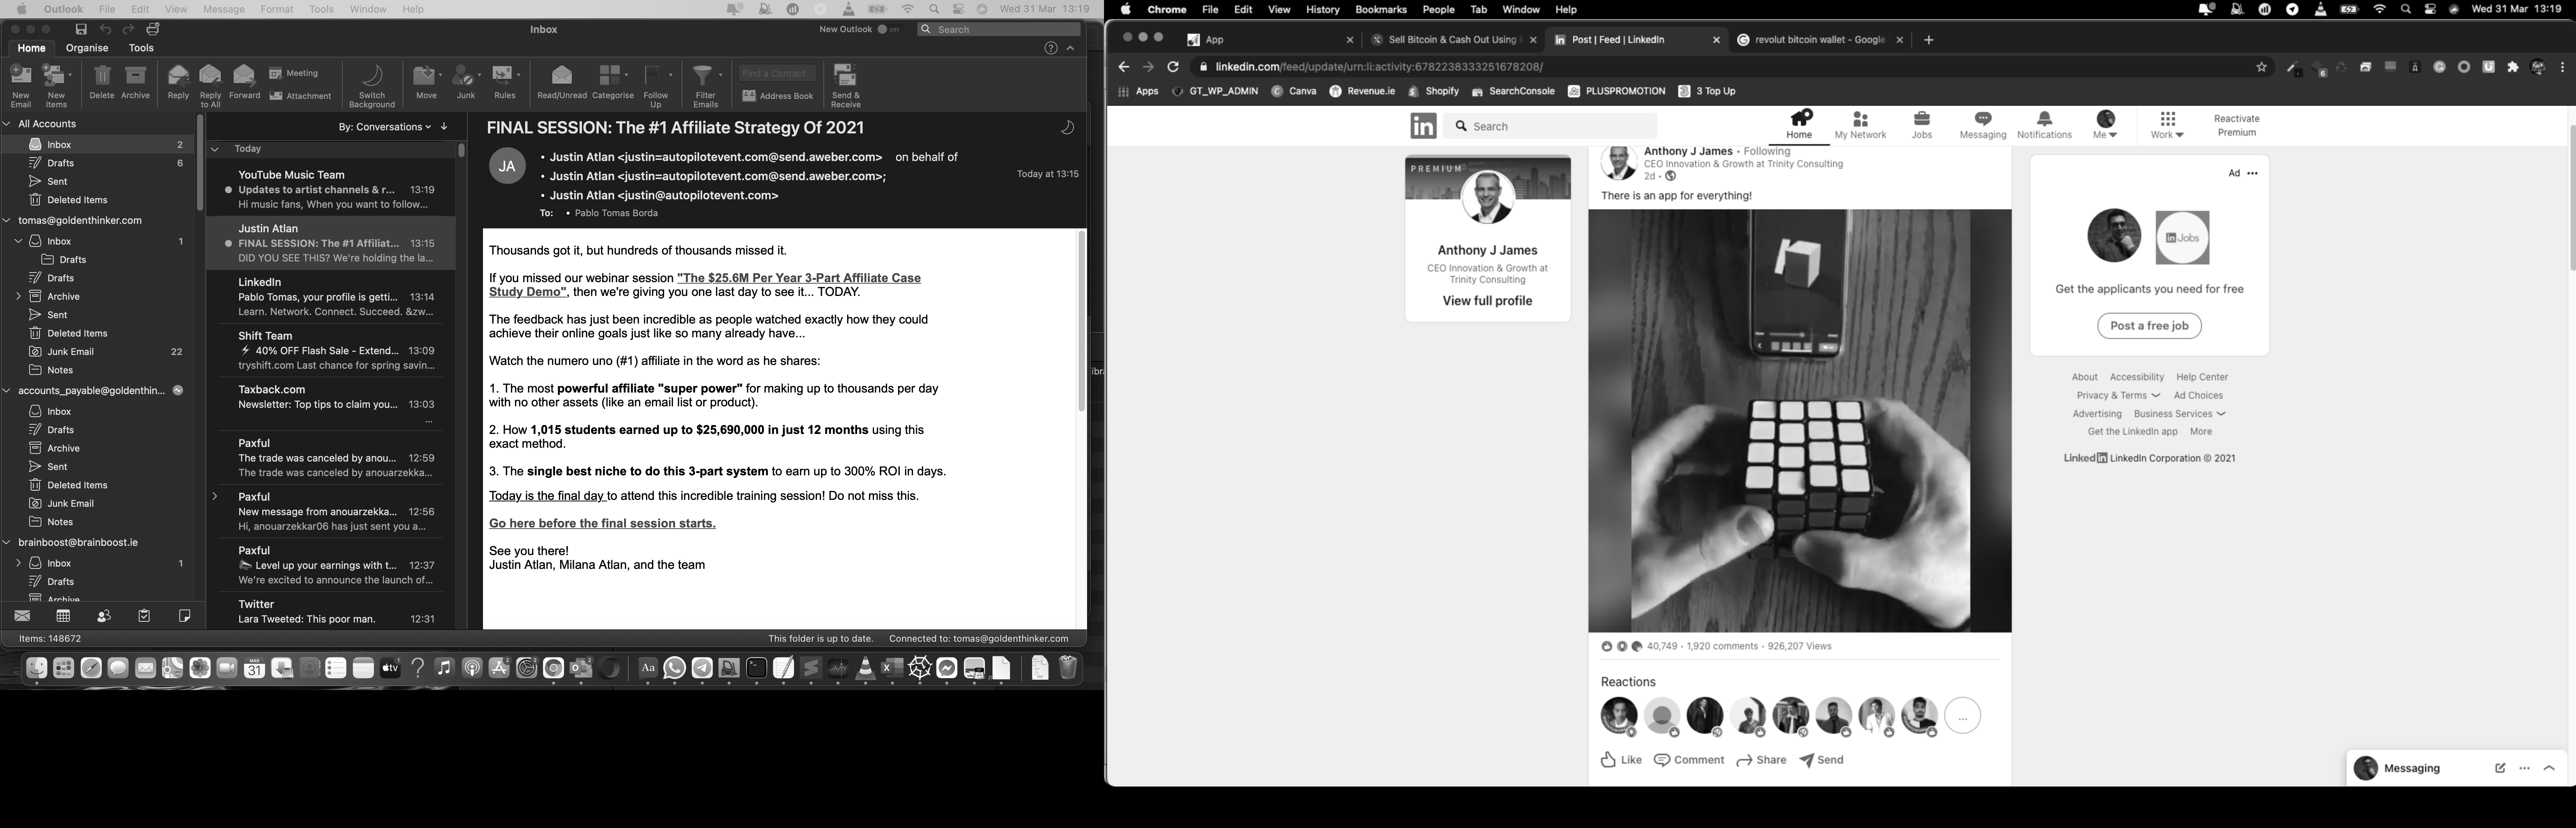 Outlook File Edit View Message Format Tools Window Help
Wed 31 Mar 13:19
Inbox
New Outlook Off
Search
Home Organise Tools
New Email
New Items
Delete
Archive
Reply
Reply to All
Forward
Meeting
Attachment
Switch Background
Move
Junk
Rules
Read/Unread
Categorise
Follow Up
Filter Emails
Find a Contact
Address Book
Send & Receive
All Accounts
Inbox 2
Drafts 6
Sent
Deleted Items
tomas@goldenthinker.com
Inbox 1
Drafts
Drafts
Archive
Sent
Deleted Items
Junk Email 22
Notes
accounts_payable@goldenthin...
Inbox
Drafts
Archive
Sent
Deleted Items
Junk Email
Notes
brainboost@brainboost.ie
Inbox 1
Drafts
Archive
By: Conversations
Today
YouTube Music Team
Updates to artist channels & r... 13:19
Hi music fans, When you want to follow...
Justin Atlan
FINAL SESSION: The #1 Affiliat... 13:15
DID YOU SEE THIS? We're holding the la...
LinkedIn
Pablo Tomas, your profile is getti... 13:14
Learn. Network. Connect. Succeed. &zw...
Shift Team
⚡ 40% OFF Flash Sale - Extend... 13:09
tryshift.com Last chance for spring savin...
Taxback.com
Newsletter: Top tips to claim you... 13:03
...
Paxful
The trade was canceled by anou... 12:59
The trade was canceled by anouarzekka...
Paxful
New message from anouarzekka... 12:56
Hi, anouarzekkar06 has just sent you a...
Paxful
Level up your earnings with t... 12:37
We're excited to announce the launch of...
Twitter
Lara Tweeted: This poor man. 12:31
FINAL SESSION: The #1 Affiliate Strategy Of 2021
JA
• Justin Atlan <justin=autopilotevent.com@send.aweber.com> on behalf of
• Justin Atlan <justin=autopilotevent.com@send.aweber.com>;
Today at 13:15
• Justin Atlan <justin@autopilotevent.com>
To: • Pablo Tomas Borda
Thousands got it, but hundreds of thousands missed it.
If you missed our webinar session "The $25.6M Per Year 3-Part Affiliate Case
Study Demo", then we're giving you one last day to see it... TODAY.
The feedback has just been incredible as people watched exactly how they could
achieve their online goals just like so many already have...
Watch the numero uno (#1) affiliate in the word as he shares:
1. The most powerful affiliate "super power" for making up to thousands per day
with no other assets (like an email list or product).
2. How 1,015 students earned up to $25,690,000 in just 12 months using this
exact method.
3. The single best niche to do this 3-part system to earn up to 300% ROI in days.
Today is the final day to attend this incredible training session! Do not miss this.
Go here before the final session starts.
See you there!
Justin Atlan, Milana Atlan, and the team
Items: 148672
This folder is up to date.
Connected to: tomas@goldenthinker.com
MAR
31
tv
Aa
Chrome File Edit View History Bookmarks People Tab Window Help
Wed 31 Mar 13:19
App
Sell Bitcoin & Cash Out Using
Post | Feed | LinkedIn
revolut bitcoin wallet - Google
linkedin.com/feed/update/urn:li:activity:6782238333251678208/
6
Apps
GT_WP_ADMIN
Canva
Revenue.ie
Shopify
SearchConsole
PLUSPROMOTION
3 Top Up
in
Search
Home
My Network
Jobs
Messaging
Notifications
Me
Work
Reactivate
Premium
PREMIUM
Anthony J James
CEO Innovation & Growth at
Trinity Consulting
View full profile
Anthony J James • Following
CEO Innovation & Growth at Trinity Consulting
2d •
There is an app for everything!
40,749 • 1,920 comments • 926,207 Views
Reactions
...
Like
Comment
Share
Send
Ad ...
in Jobs
Get the applicants you need for free
Post a free job
About Accessibility Help Center
Privacy & Terms Ad Choices
Advertising Business Services
Get the LinkedIn app More
LinkedIn LinkedIn Corporation © 2021
Messaging